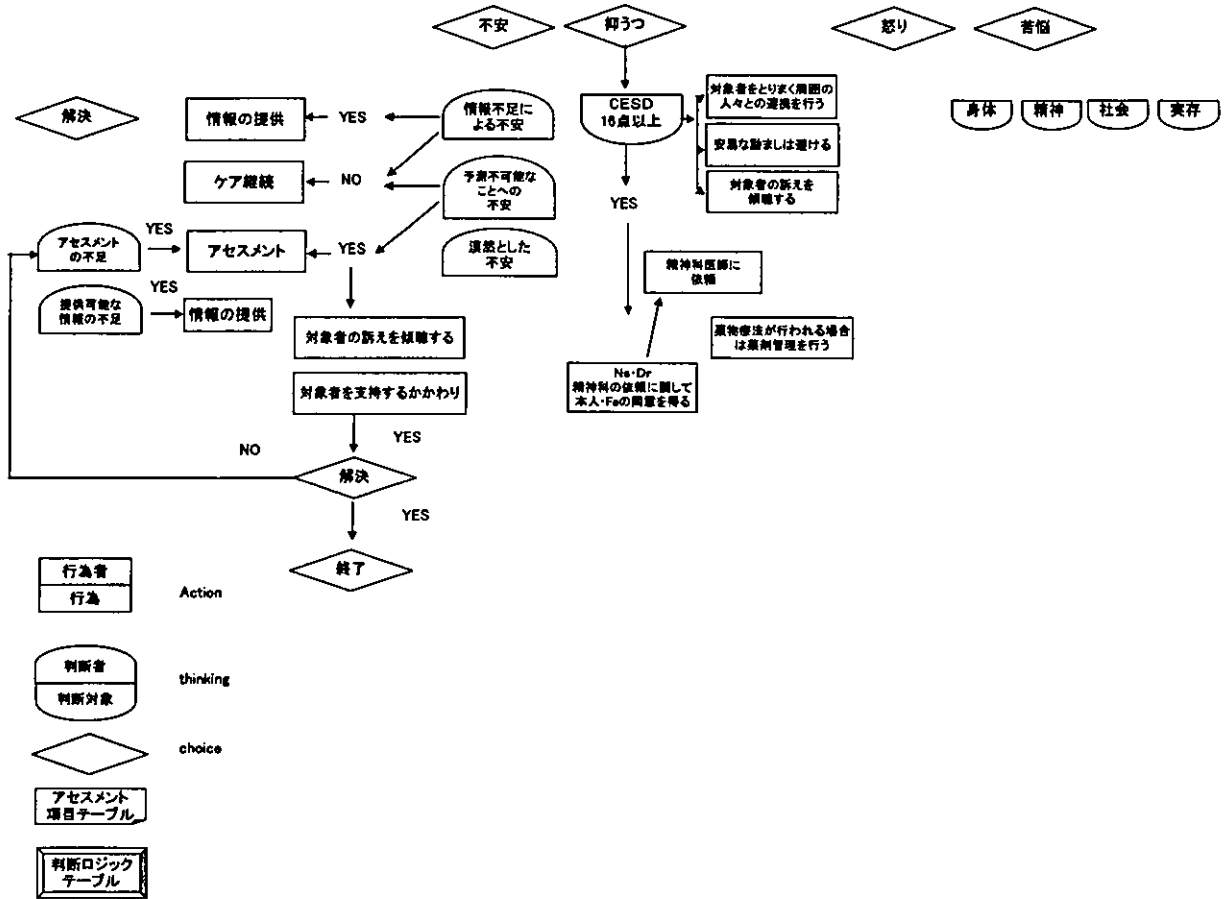 不安
抑うつ
怒り
苦悩
解決
情報の提供
YES
情報不足に
よる不安
CESD
16点以上
対象者をとりまく周囲の
人々との連携を行う
安易な励ましは避ける
対象者の訴えを
傾聴する
身体
精神
社会
実存
ケア継続
NO
予測不可能な
ことへの
不安
YES
アセスメント
の不足
YES
アセスメント
YES
漠然とした
不安
提供可能な
情報の不足
YES
情報の提供
精神科医師に
依頼
対象者の訴えを傾聴する
薬物療法が行われる場合
は薬剤管理を行う
対象者を支持するかかわり
Ns・Dr
精神科の依頼に関して
本人・Faの同意を得る
YES
NO
解決
YES
終了
行為者
行為
Action
判断者
判断対象
thinking
choice
アセスメント
項目テーブル
判断ロジック
テーブル